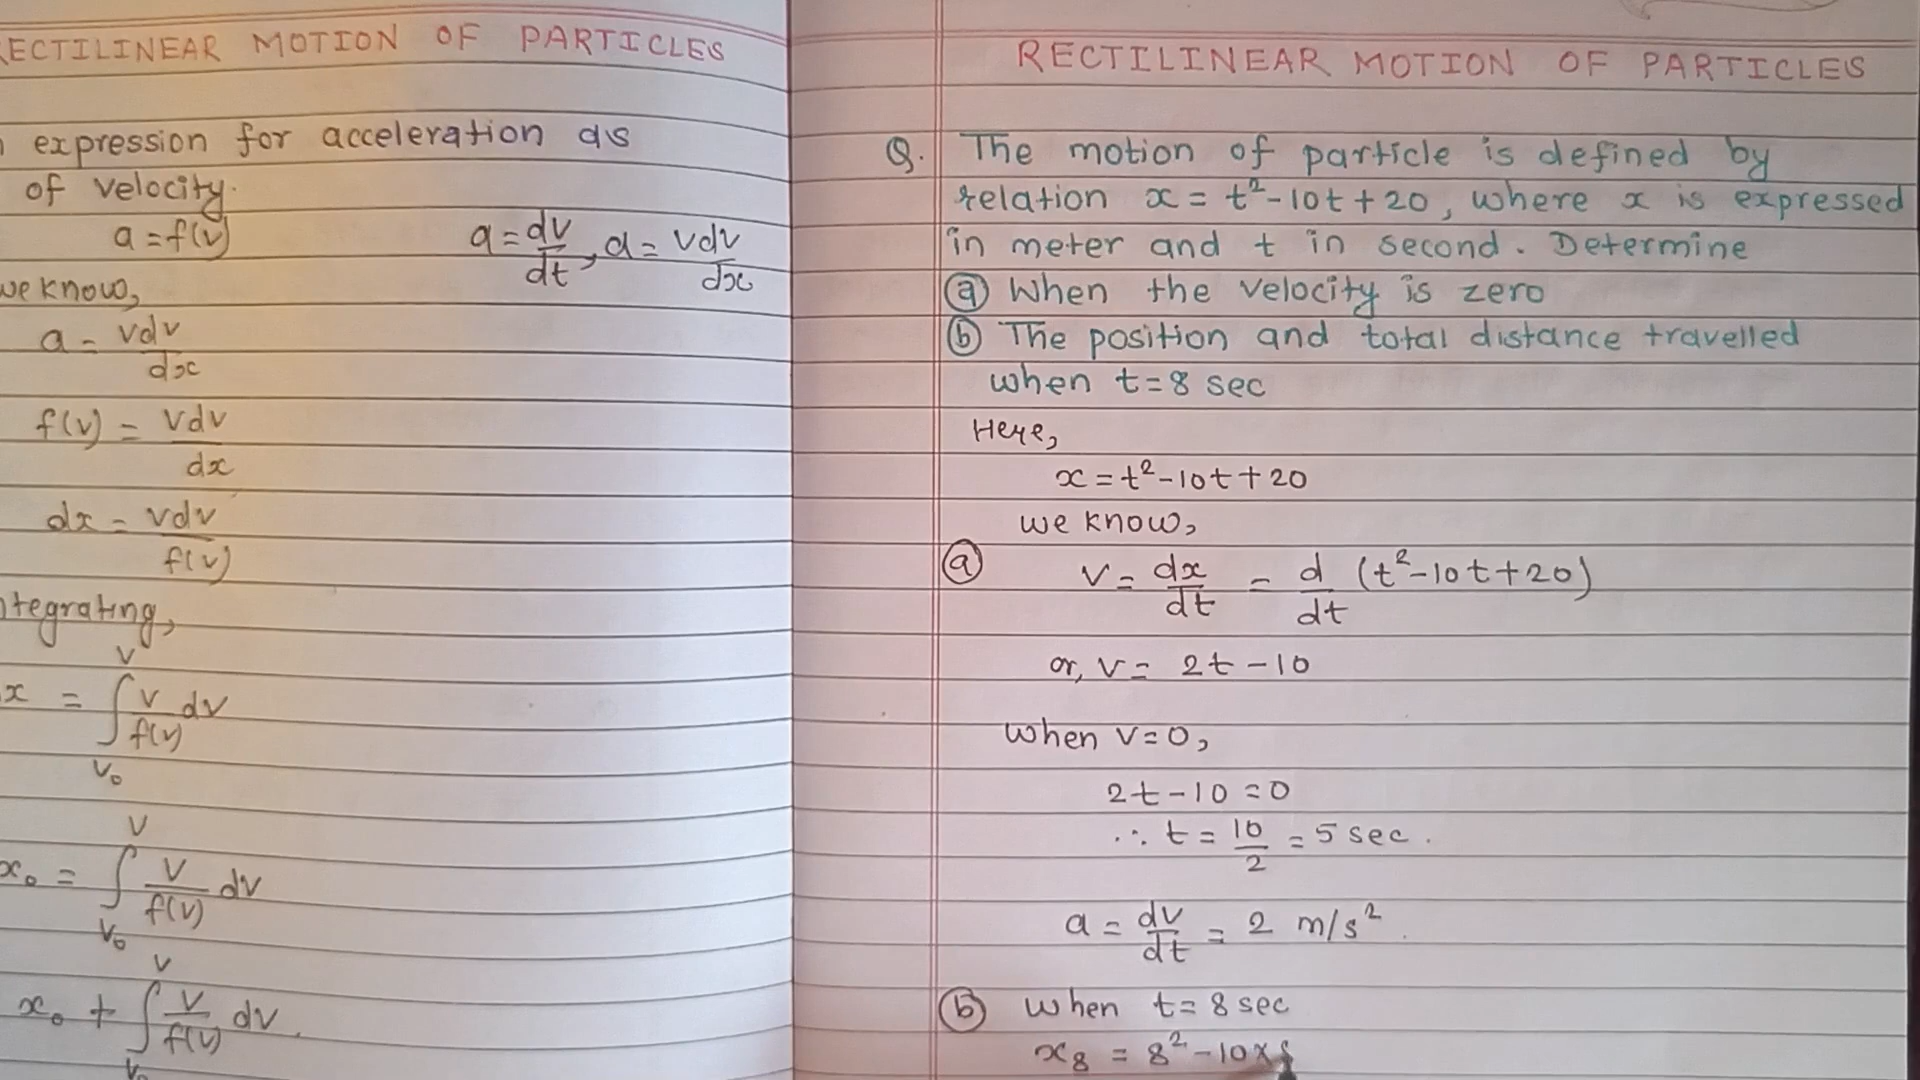 RECTILINEAR MOTION OF PARTICLES
expression for acceleration as
of velocity.
a = f(v) a = dv/dt, a = vdv/dx
we know,
a = vdv/dx
f(v) = vdv/dx
dx = vdv/f(v)
ntegrating,
x = ∫_{v₀}^{v} v/f(v) dv
x₀ = ∫_{v₀}^{v} v/f(v) dv
x₀ + ∫_{v₀}^{v} v/f(v) dv.
RECTILINEAR MOTION OF PARTICLES
Q. The motion of particle is defined by
relation x = t² - 10t + 20, where x is expressed
in meter and t in second. Determine
(a) When the velocity is zero
(b) The position and total distance travelled
when t = 8 sec
Here,
x = t² - 10t + 20
we know,
(a) v = dx/dt = d/dt (t² - 10t + 20)
or, v = 2t - 10
when v = 0,
2t - 10 = 0
∴ t = 10/2 = 5 sec.
a = dv/dt = 2 m/s².
(b) when t = 8 sec
x₈ = 8² - 10×